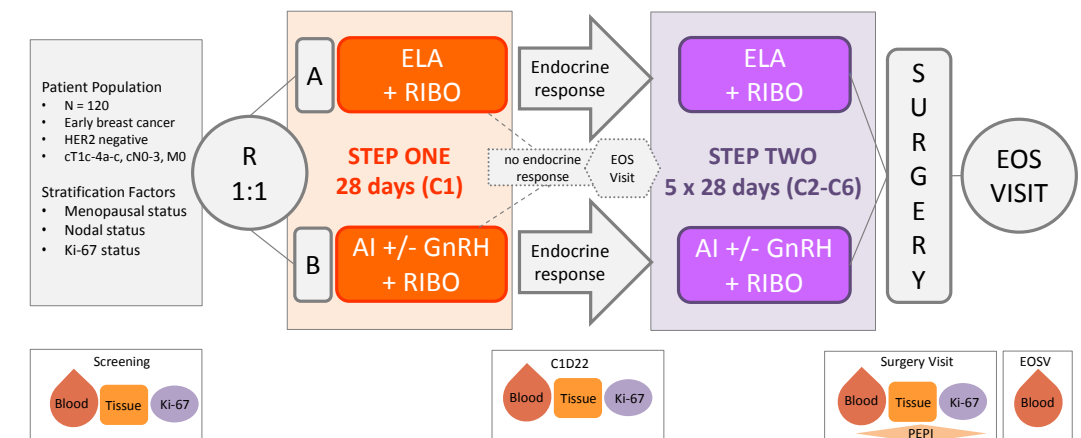 Patient Population
• N = 120
• Early breast cancer
• HER2 negative
• cT1c-4a-c, cN0-3, M0
Stratification Factors
• Menopausal status
• Nodal status
• Ki-67 status
R
1:1
A
ELA
+ RIBO
STEP ONE
28 days (C1)
B
AI +/- GnRH
+ RIBO
Endocrine
response
no endocrine
response
EOS
Visit
Endocrine
response
ELA
+ RIBO
STEP TWO
5 x 28 days (C2-C6)
AI +/- GnRH
+ RIBO
S
U
R
G
E
R
Y
EOS
VISIT
Screening
Blood
Tissue
Ki-67
C1D22
Blood
Tissue
Ki-67
Surgery Visit
Blood
Tissue
Ki-67
PEPI
EOSV
Blood